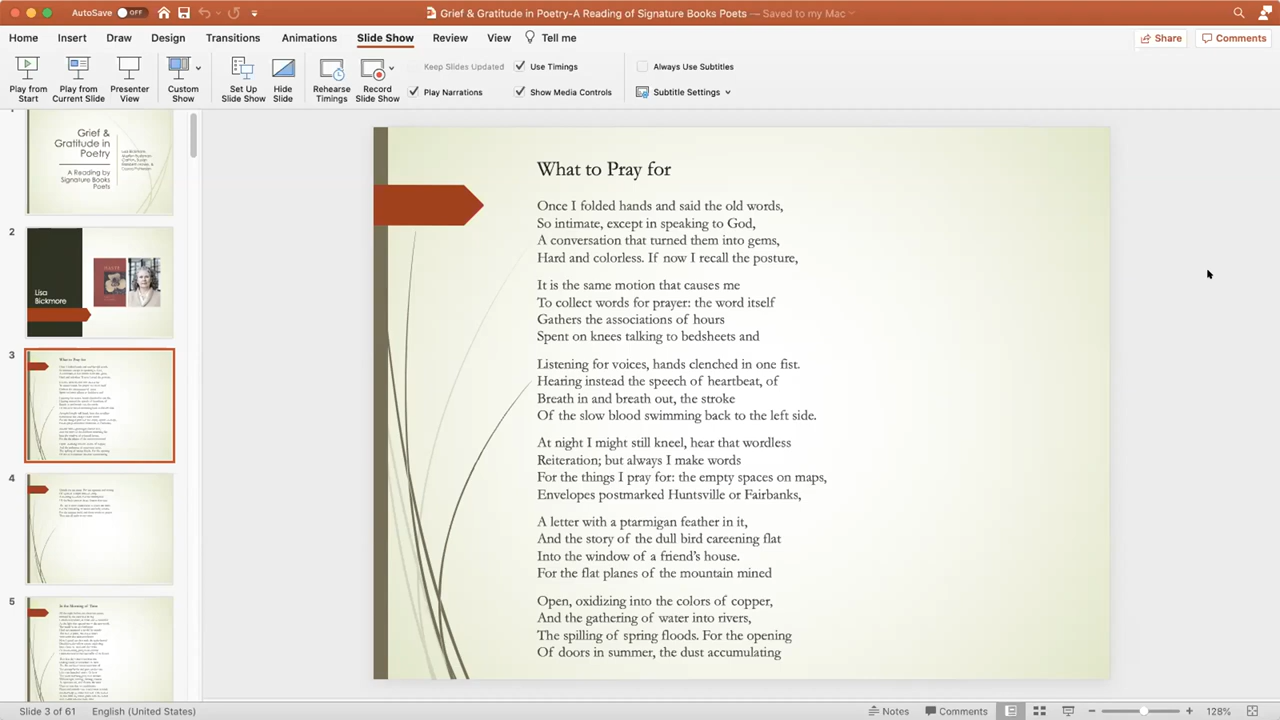 AutoSave OFF
Grief & Gratitude in Poetry-A Reading of Signature Books Poets — Saved to my Mac
Home Insert Draw Design Transitions Animations Slide Show Review View Tell me
Share Comments
Play from Start
Play from Current Slide
Presenter View
Custom Show
Set Up Slide Show
Hide Slide
Rehearse Timings
Record Slide Show
Keep Slides Updated
Use Timings
Play Narrations
Show Media Controls
Always Use Subtitles
Subtitle Settings
Grief &
Gratitude in
Poetry
A Reading by
Signature Books
Poets
2
Lisa
Bickmore
3
What to Pray for
4
5
In the Morning of Time
What to Pray for
Once I folded hands and said the old words,
So intimate, except in speaking to God,
A conversation that turned them into gems,
Hard and colorless. If now I recall the posture,
It is the same motion that causes me
To collect words for prayer: the word itself
Gathers the associations of hours
Spent on knees talking to bedsheets and
Listening for voices, hands clenched in one fist.
Hearing instead the speech of heartbeat, of
Breath in and breath out, the stroke
Of the slow blood swimming back to the left side.
At night I might still kneel, hear that wordless
Reiteration; but always I make words
For the things I pray for: the empty spaces on maps,
Envelopes postmarked Huntsville or Fairbanks,
A letter with a ptarmigan feather in it,
And the story of the dull bird careening flat
Into the window of a friend's house.
For the flat planes of the mountain mined
Open, oxidizing into the colors of copper,
And the gathering of water into rivers,
The spilling of spring floods. For the opening
Of doors in summer, the dust accumulating
Slide 3 of 61 English (United States)
Notes Comments 128%